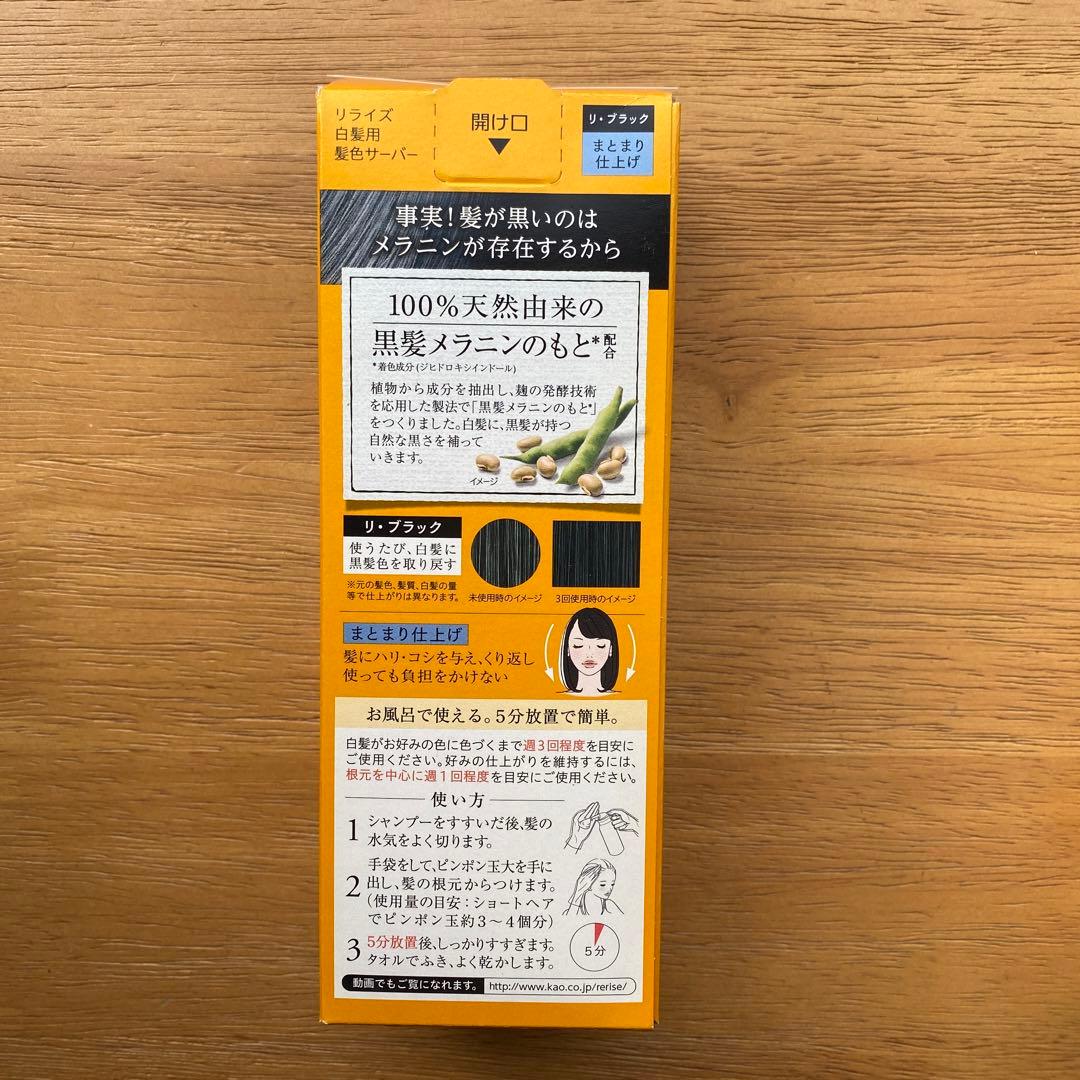 リライズ
白髪用
髪色サーバー
開け口
リ・ブラック
まとまり
仕上げ
事実！髪が黒いのは
メラニンが存在するから
100%天然由来の
黒髪メラニンのもと*配合
*着色成分(ジヒドロキシインドール)
植物から成分を抽出し、麹の発酵技術
を応用した製法で「黒髪メラニンのもと*」
をつくりました。白髪に、黒髪が持つ
自然な黒さを補って
いきます。
イメージ
リ・ブラック
使うたび、白髪に
黒髪色を取り戻す
※元の髪色、髪質、白髪の量
等で仕上がりは異なります。
未使用時のイメージ
3回使用時のイメージ
まとまり仕上げ
髪にハリ・コシを与え、くり返し
使っても負担をかけない
お風呂で使える。5分放置で簡単。
白髪がお好みの色に色づくまで週3回程度を目安に
ご使用ください。好みの仕上がりを維持するには、
根元を中心に週1回程度を目安にご使用ください。
使い方
1 シャンプーをすすいだ後、髪の
水気をよく切ります。
2 手袋をして、ピンポン玉大を手に
出し、髪の根元からつけます。
(使用量の目安：ショートヘア
でピンポン玉約3～4個分)
3 5分放置後、しっかりすすぎます。
タオルでふき、よく乾かします。
5分
動画でもご覧になれます。 http://www.kao.co.jp/rerise/